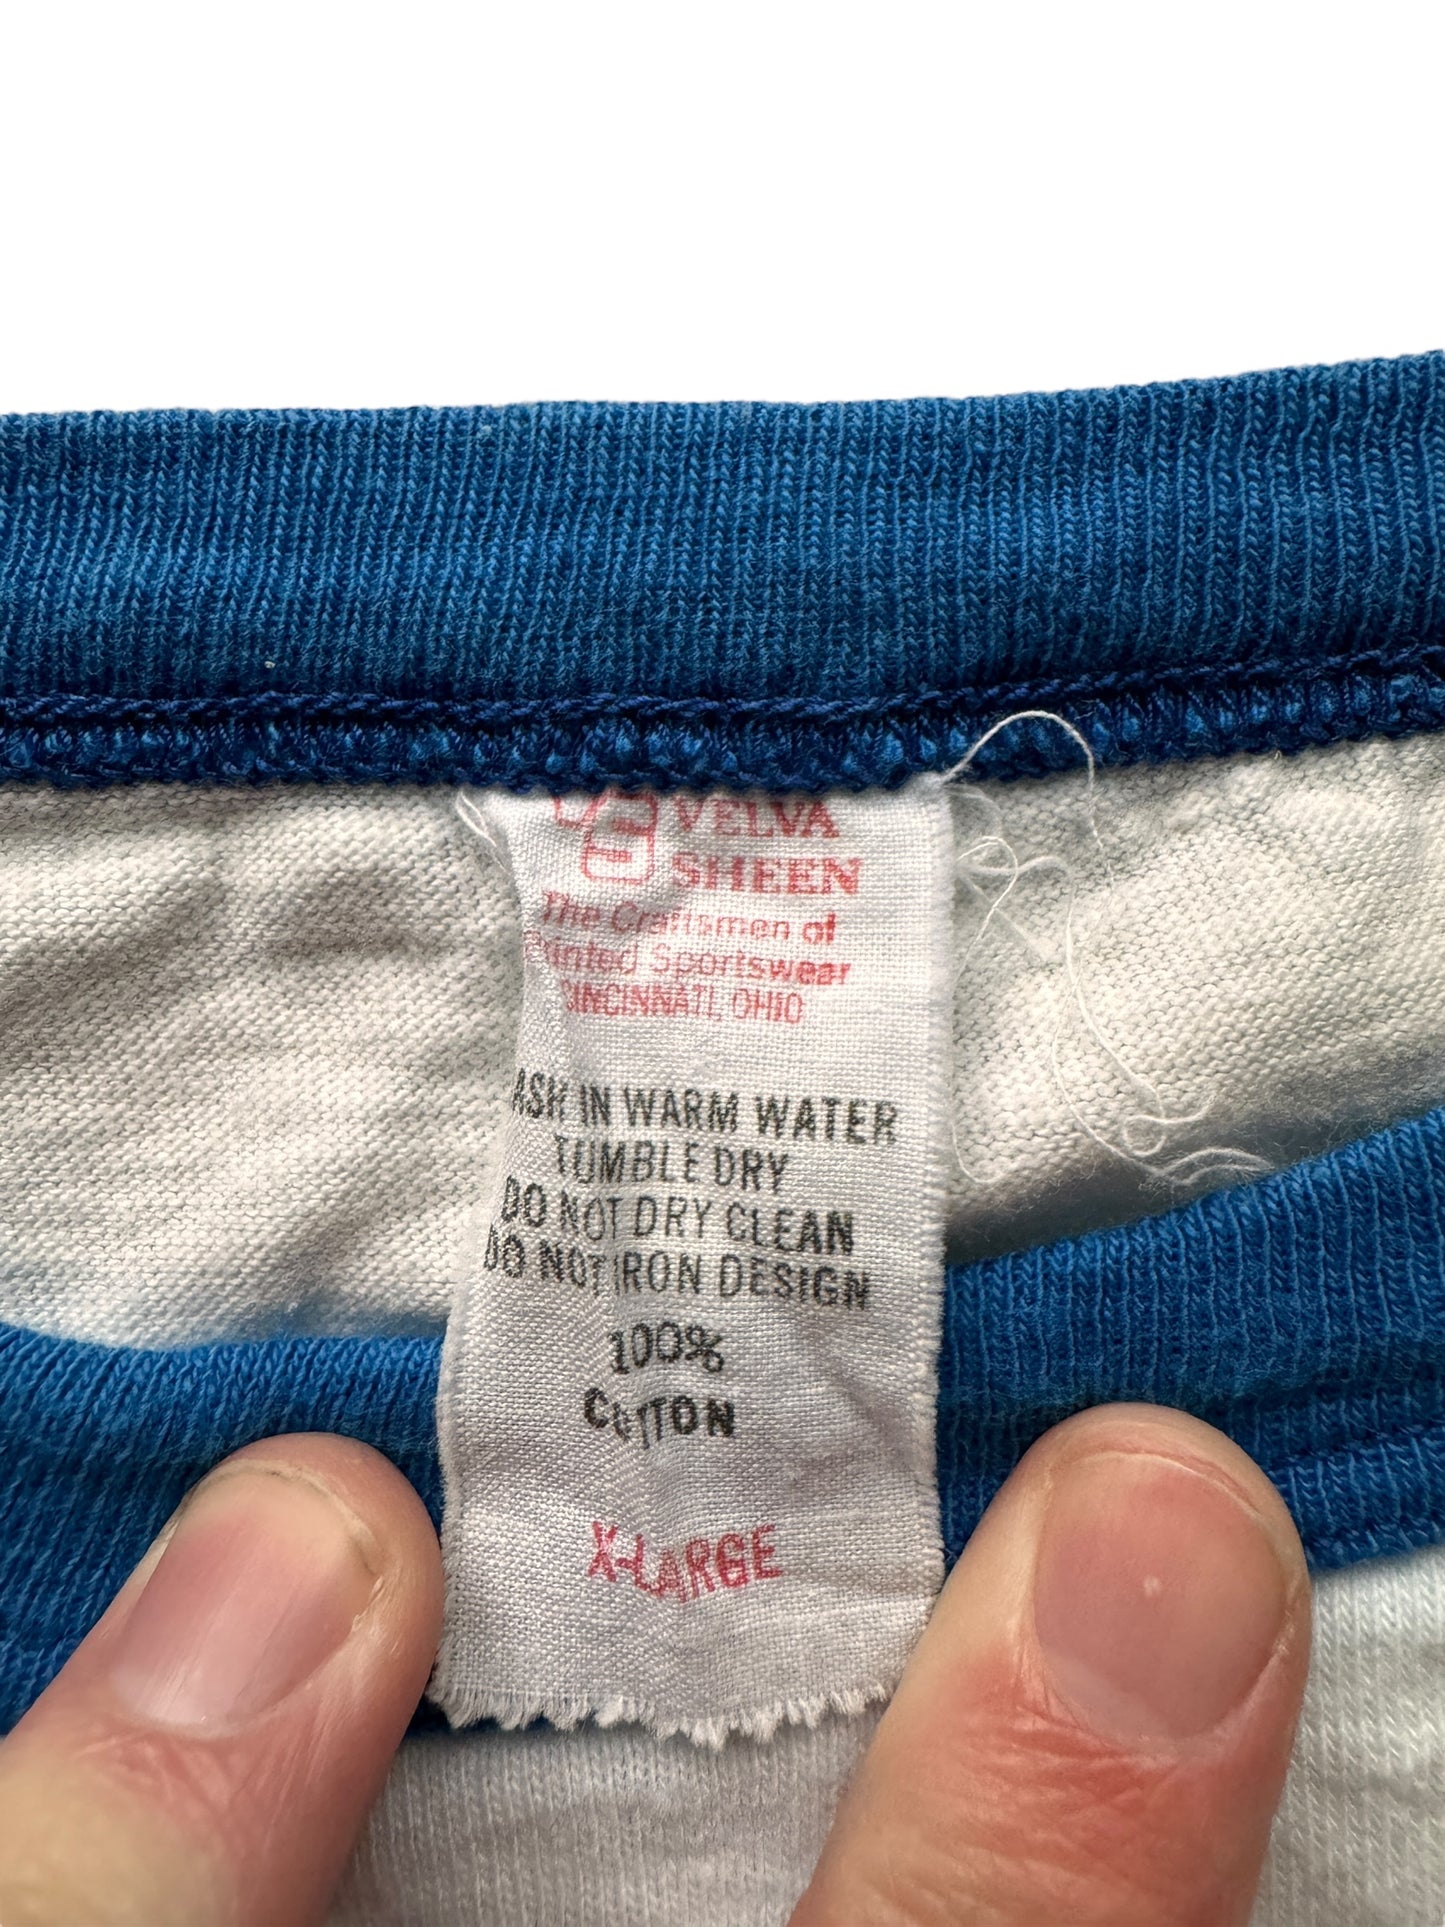 VS VELVA
SHEEN
The Craftsmen of
Printed Sportswear
CINCINNATI, OHIO
WASH IN WARM WATER
TUMBLE DRY
DO NOT DRY CLEAN
DO NOT IRON DESIGN
100%
COTTON
X-LARGE